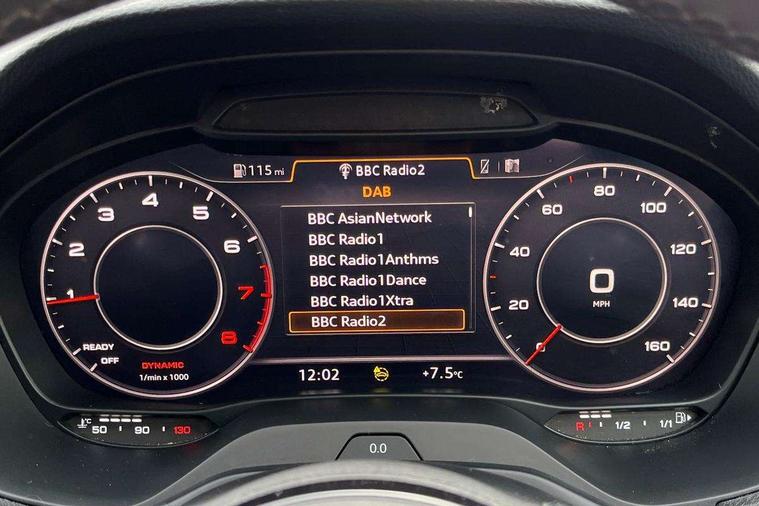 115 mi
BBC Radio2
DAB
BBC AsianNetwork
BBC Radio1
BBC Radio1Anthms
BBC Radio1Dance
BBC Radio1Xtra
BBC Radio2
1 2 3 4 5 6 7 8
READY
OFF
DYNAMIC
1/min x 1000
0 20 40 60 80 100 120 140 160
0
MPH
12:02
+7.5°C
°C
50 90 130
R 1/2 1/1
0.0